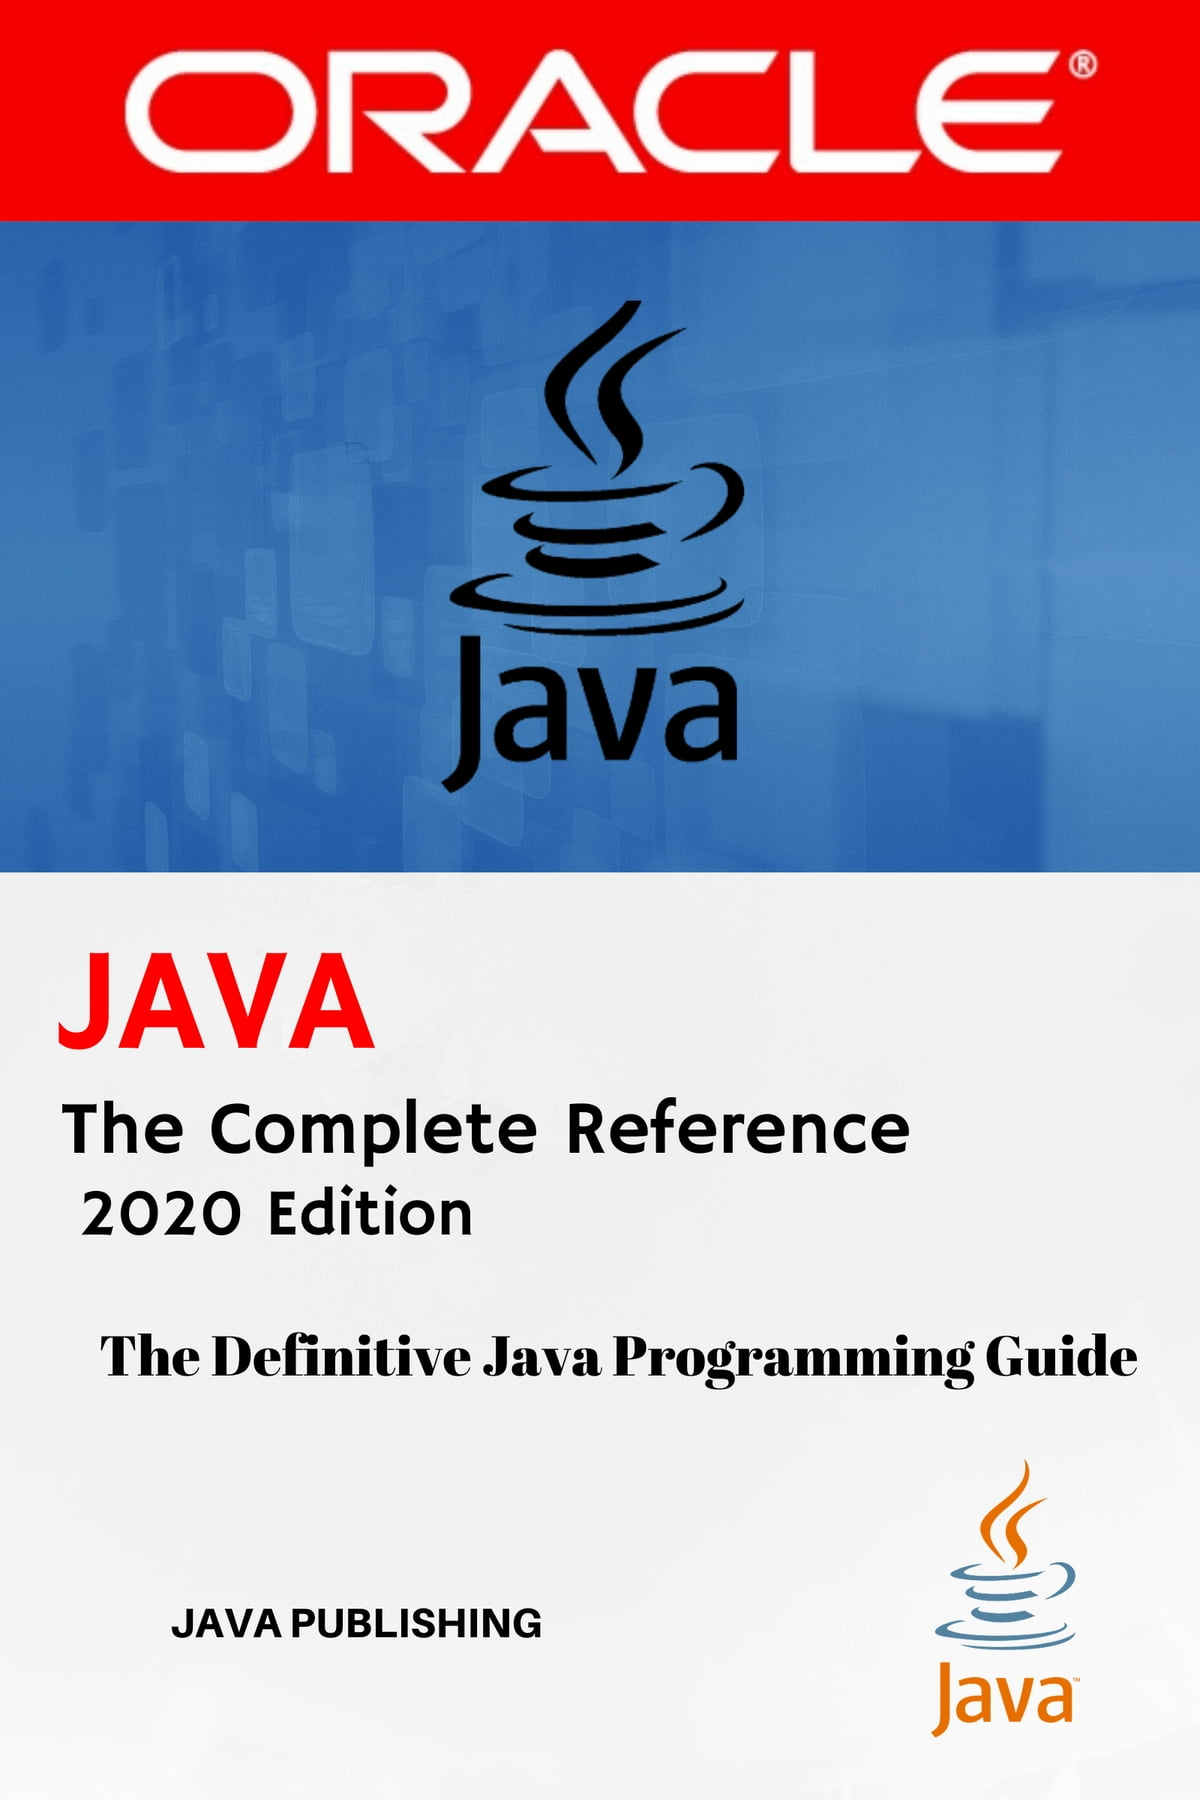 ORACLE®
Java
JAVA
The Complete Reference
2020 Edition
The Definitive Java Programming Guide
JAVA PUBLISHING
Java™